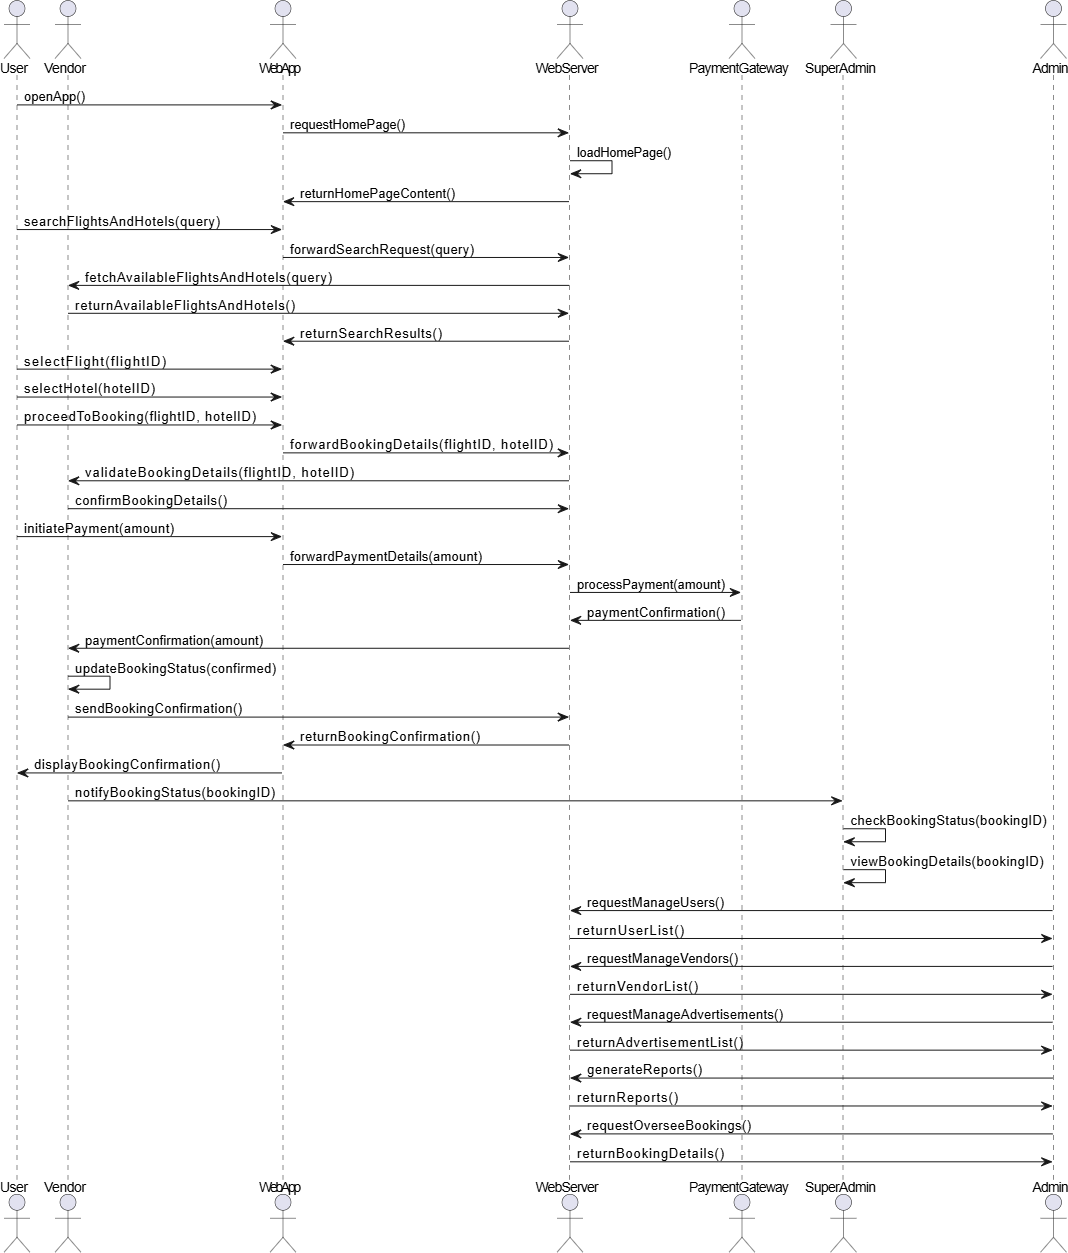 User Vendor WebApp WebServer PaymentGateway SuperAdmin Admin
openApp()
requestHomePage()
loadHomePage()
returnHomePageContent()
searchFlightsAndHotels(query)
forwardSearchRequest(query)
fetchAvailableFlightsAndHotels(query)
returnAvailableFlightsAndHotels()
returnSearchResults()
selectFlight(flightID)
selectHotel(hotelID)
proceedToBooking(flightID, hotelID)
forwardBookingDetails(flightID, hotelID)
validateBookingDetails(flightID, hotelID)
confirmBookingDetails()
initiatePayment(amount)
forwardPaymentDetails(amount)
processPayment(amount)
paymentConfirmation()
paymentConfirmation(amount)
updateBookingStatus(confirmed)
sendBookingConfirmation()
returnBookingConfirmation()
displayBookingConfirmation()
notifyBookingStatus(bookingID)
checkBookingStatus(bookingID)
viewBookingDetails(bookingID)
requestManageUsers()
returnUserList()
requestManageVendors()
returnVendorList()
requestManageAdvertisements()
returnAdvertisementList()
generateReports()
returnReports()
requestOverseeBookings()
returnBookingDetails()
User Vendor WebApp WebServer PaymentGateway SuperAdmin Admin